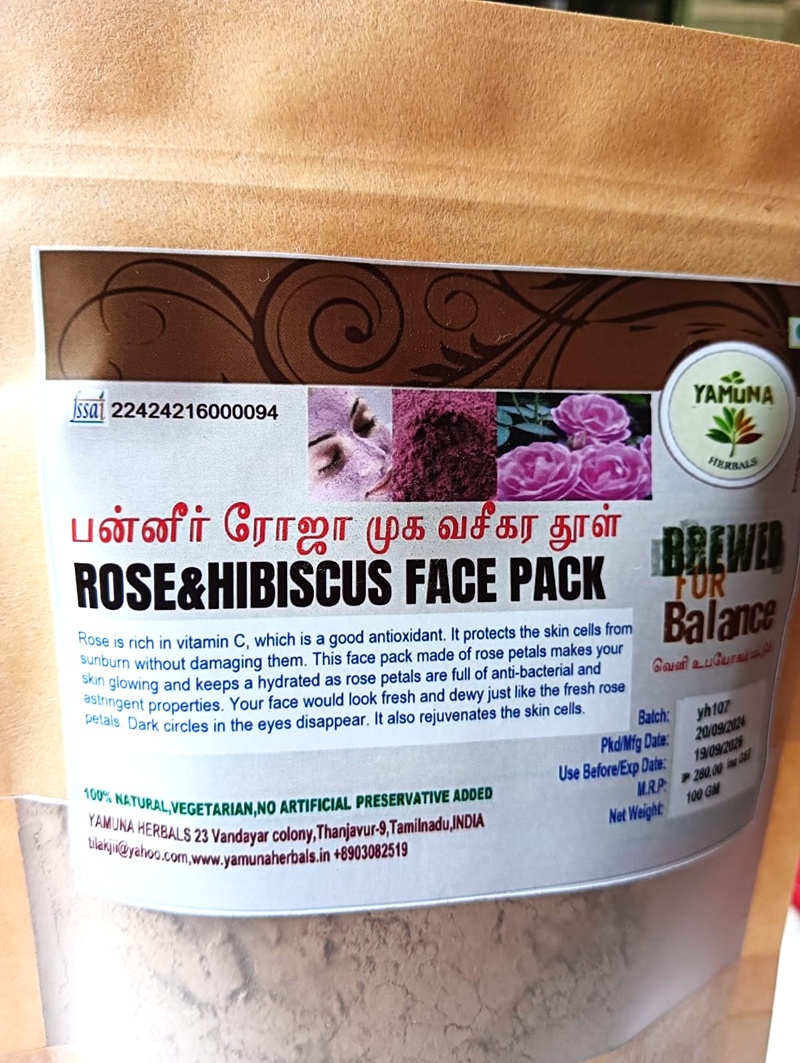 fssai 22424216000094
YAMUNA
HERBALS
பன்னீர் ரோஜா முக வசீகர தூள்
ROSE&HIBISCUS FACE PACK
BREWED
FOR
Balance
வெளி உபயோகம்
Rose is rich in vitamin C, which is a good antioxidant. It protects the skin cells from
sunburn without damaging them. This face pack made of rose petals makes your
skin glowing and keeps a hydrated as rose petals are full of anti-bacterial and
astringent properties. Your face would look fresh and dewy just like the fresh rose
petals. Dark circles in the eyes disappear. It also rejuvenates the skin cells.
Batch: yh107
Pkd/Mfg Date: 20/09/2024
Use Before/Exp Date: 19/09/2026
M.R.P: 280.00 inc GST
Net Weight: 100 GM
100% NATURAL,VEGETARIAN,NO ARTIFICIAL PRESERVATIVE ADDED
YAMUNA HERBALS 23 Vandayar colony,Thanjavur-9,Tamilnadu,INDIA
tilakjii@yahoo.com,www.yamunaherbals.in +8903082519